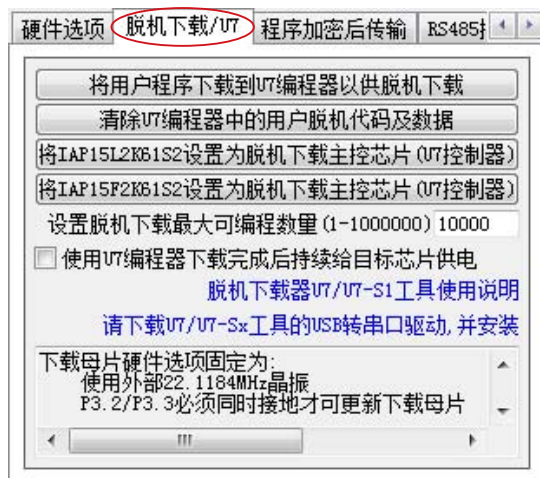 硬件选项 脱机下载/U7 程序加密后传输 RS485
将用户程序下载到U7编程器以供脱机下载
清除U7编程器中的用户脱机代码及数据
将IAP15L2K61S2设置为脱机下载主控芯片(U7控制器)
将IAP15F2K61S2设置为脱机下载主控芯片(U7控制器)
设置脱机下载最大可编程数量(1-1000000) 10000
使用U7编程器下载完成后持续给目标芯片供电
脱机下载器U7/U7-S1工具使用说明
请下载U7/U7-Sx工具的USB转串口驱动,并安装
下载母片硬件选项固定为:
使用外部22.1184MHz晶振
P3.2/P3.3必须同时接地才可更新下载母片